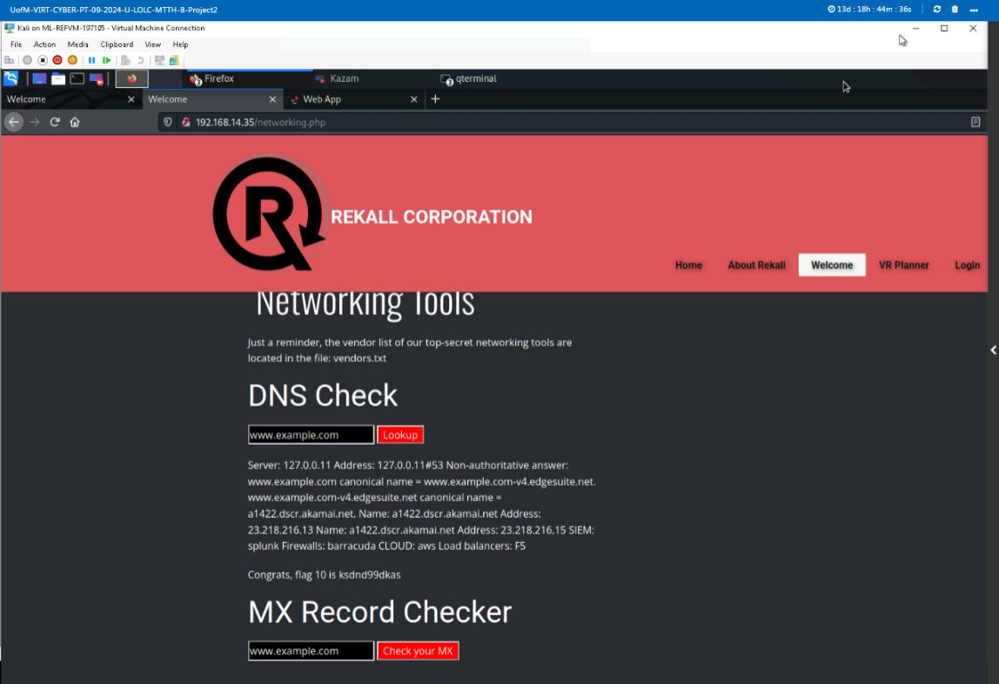 UofM-VIRT-CYBER-PT-09-2024-U-LOLC-MTTH-B-Project2
13d : 18h : 44m : 36s
Kali on ML-REFVM-197105 - Virtual Machine Connection
File Action Media Clipboard View Help
3 Firefox
Kazam
3 qterminal
Welcome
Welcome
Web App
192.168.14.35/networking.php
R
REKALL CORPORATION
Home About Rekall Welcome VR Planner Login
Networking Tools
Just a reminder, the vendor list of our top-secret networking tools are
located in the file: vendors.txt
DNS Check
www.example.com Lookup
Server: 127.0.0.11 Address: 127.0.0.11#53 Non-authoritative answer:
www.example.com canonical name = www.example.com-v4.edgesuite.net.
www.example.com-v4.edgesuite.net canonical name =
a1422.dscr.akamai.net. Name: a1422.dscr.akamai.net Address:
23.218.216.13 Name: a1422.dscr.akamai.net Address: 23.218.216.15 SIEM:
splunk Firewalls: barracuda CLOUD: aws Load balancers: F5
Congrats, flag 10 is ksdnd99dkas
MX Record Checker
www.example.com Check your MX